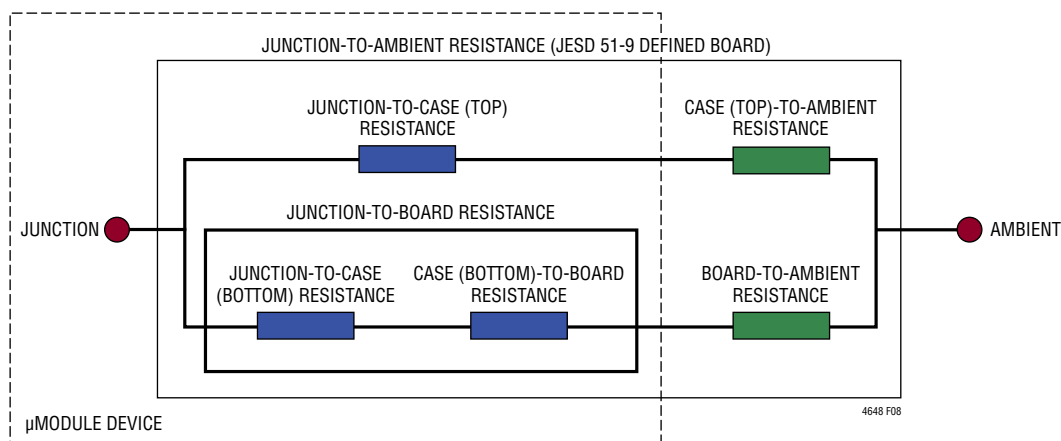 JUNCTION-TO-AMBIENT RESISTANCE (JESD 51-9 DEFINED BOARD)
JUNCTION-TO-CASE (TOP)
RESISTANCE
CASE (TOP)-TO-AMBIENT
RESISTANCE
JUNCTION-TO-BOARD RESISTANCE
JUNCTION
AMBIENT
JUNCTION-TO-CASE
(BOTTOM) RESISTANCE
CASE (BOTTOM)-TO-BOARD
RESISTANCE
BOARD-TO-AMBIENT
RESISTANCE
4648 F08
µMODULE DEVICE